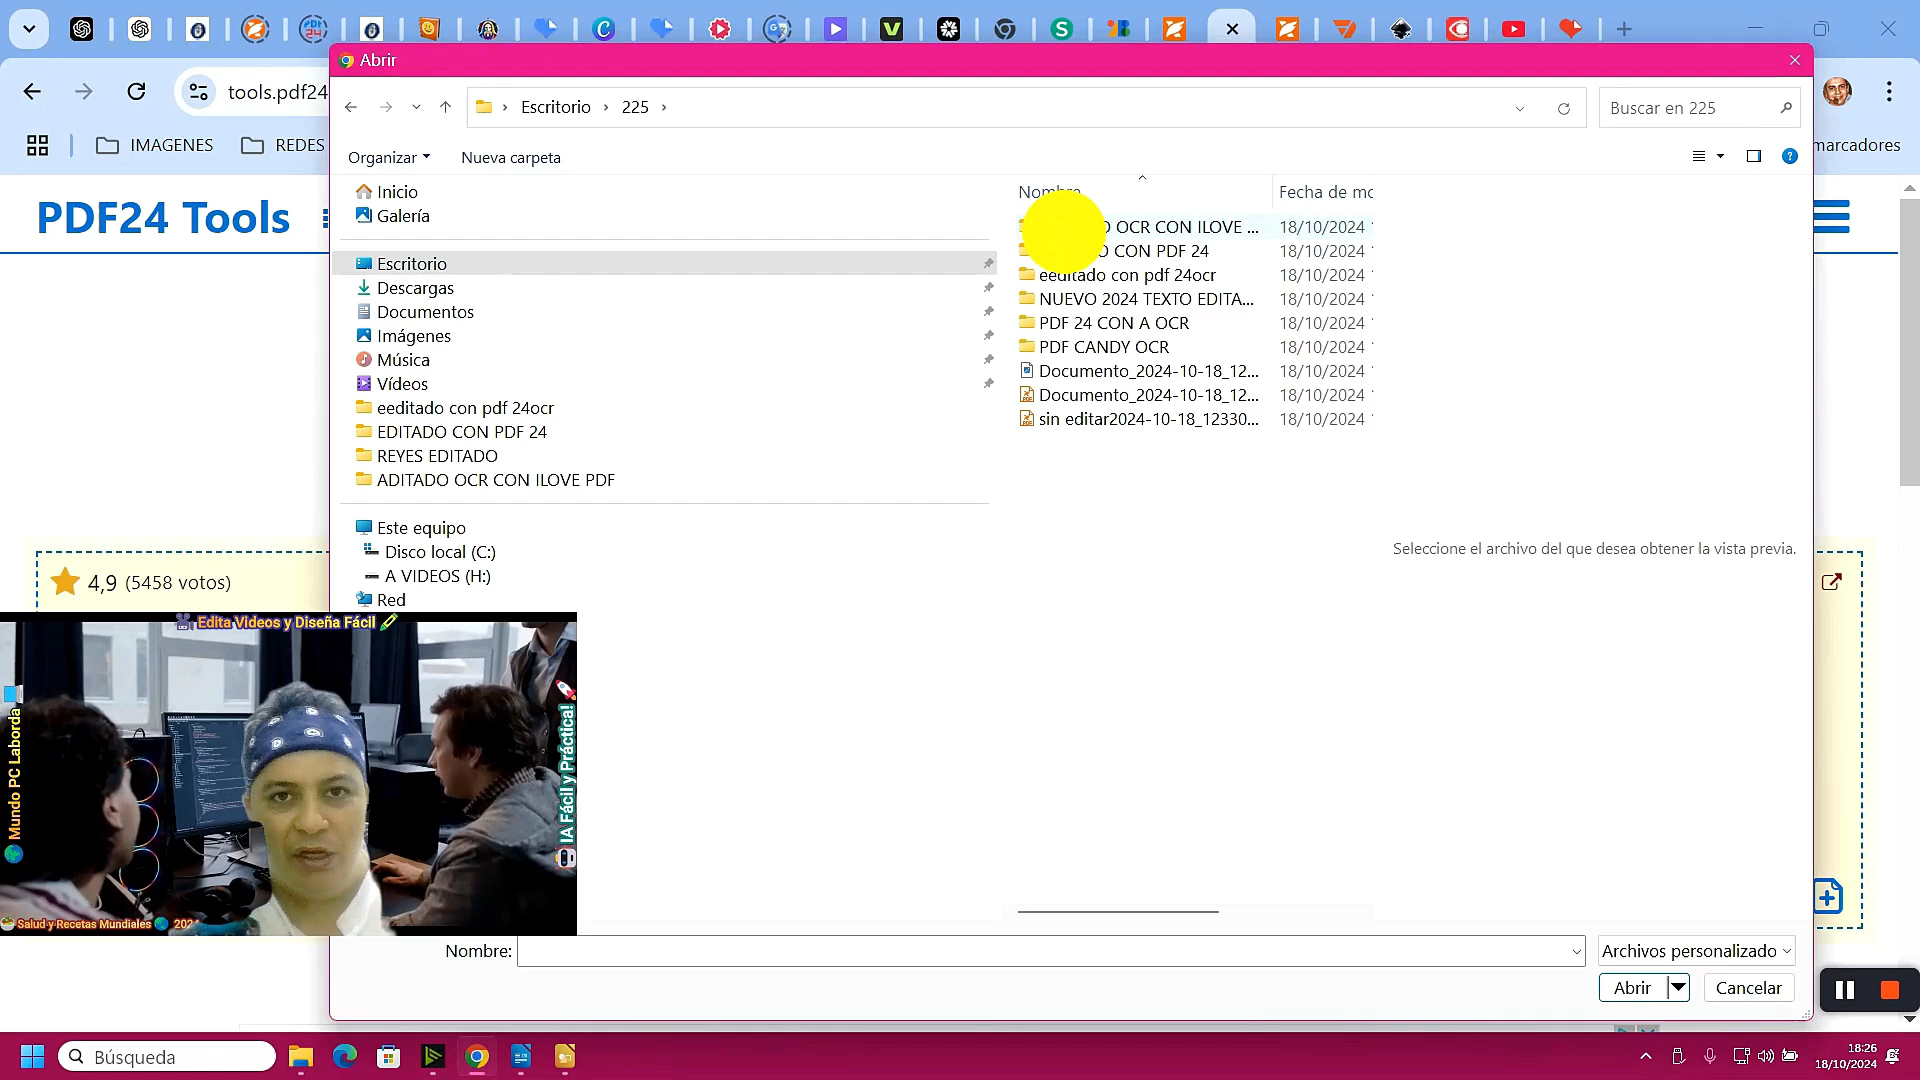 Abrir
tools.pdf24
Escritorio
225
Buscar en 225
IMAGENES
REDES
marcadores
Organizar
Nueva carpeta
PDF24 Tools
Inicio
Galería
Escritorio
Descargas
Documentos
Imágenes
Música
Vídeos
eeditado con pdf 24ocr
EDITADO CON PDF 24
REYES EDITADO
ADITADO OCR CON ILOVE PDF
Este equipo
Disco local (C:)
A VIDEOS (H:)
Red
Nombre
Fecha de mo
OCR CON ILOVE ... 18/10/2024
CON PDF 24 18/10/2024
eeditado con pdf 24ocr 18/10/2024
NUEVO 2024 TEXTO EDITA... 18/10/2024
PDF 24 CON A OCR 18/10/2024
PDF CANDY OCR 18/10/2024
Documento_2024-10-18_12... 18/10/2024
Documento_2024-10-18_12... 18/10/2024
sin editar2024-10-18_12330... 18/10/2024
Seleccione el archivo del que desea obtener la vista previa.
4,9 (5458 votos)
Edita Videos y Diseña Fácil
Mundo PC Laborda
IA Fácil y Práctica!
Salud y Recetas Mundiales
Nombre:
Archivos personalizado
Abrir
Cancelar
Búsqueda
18:26
18/10/2024